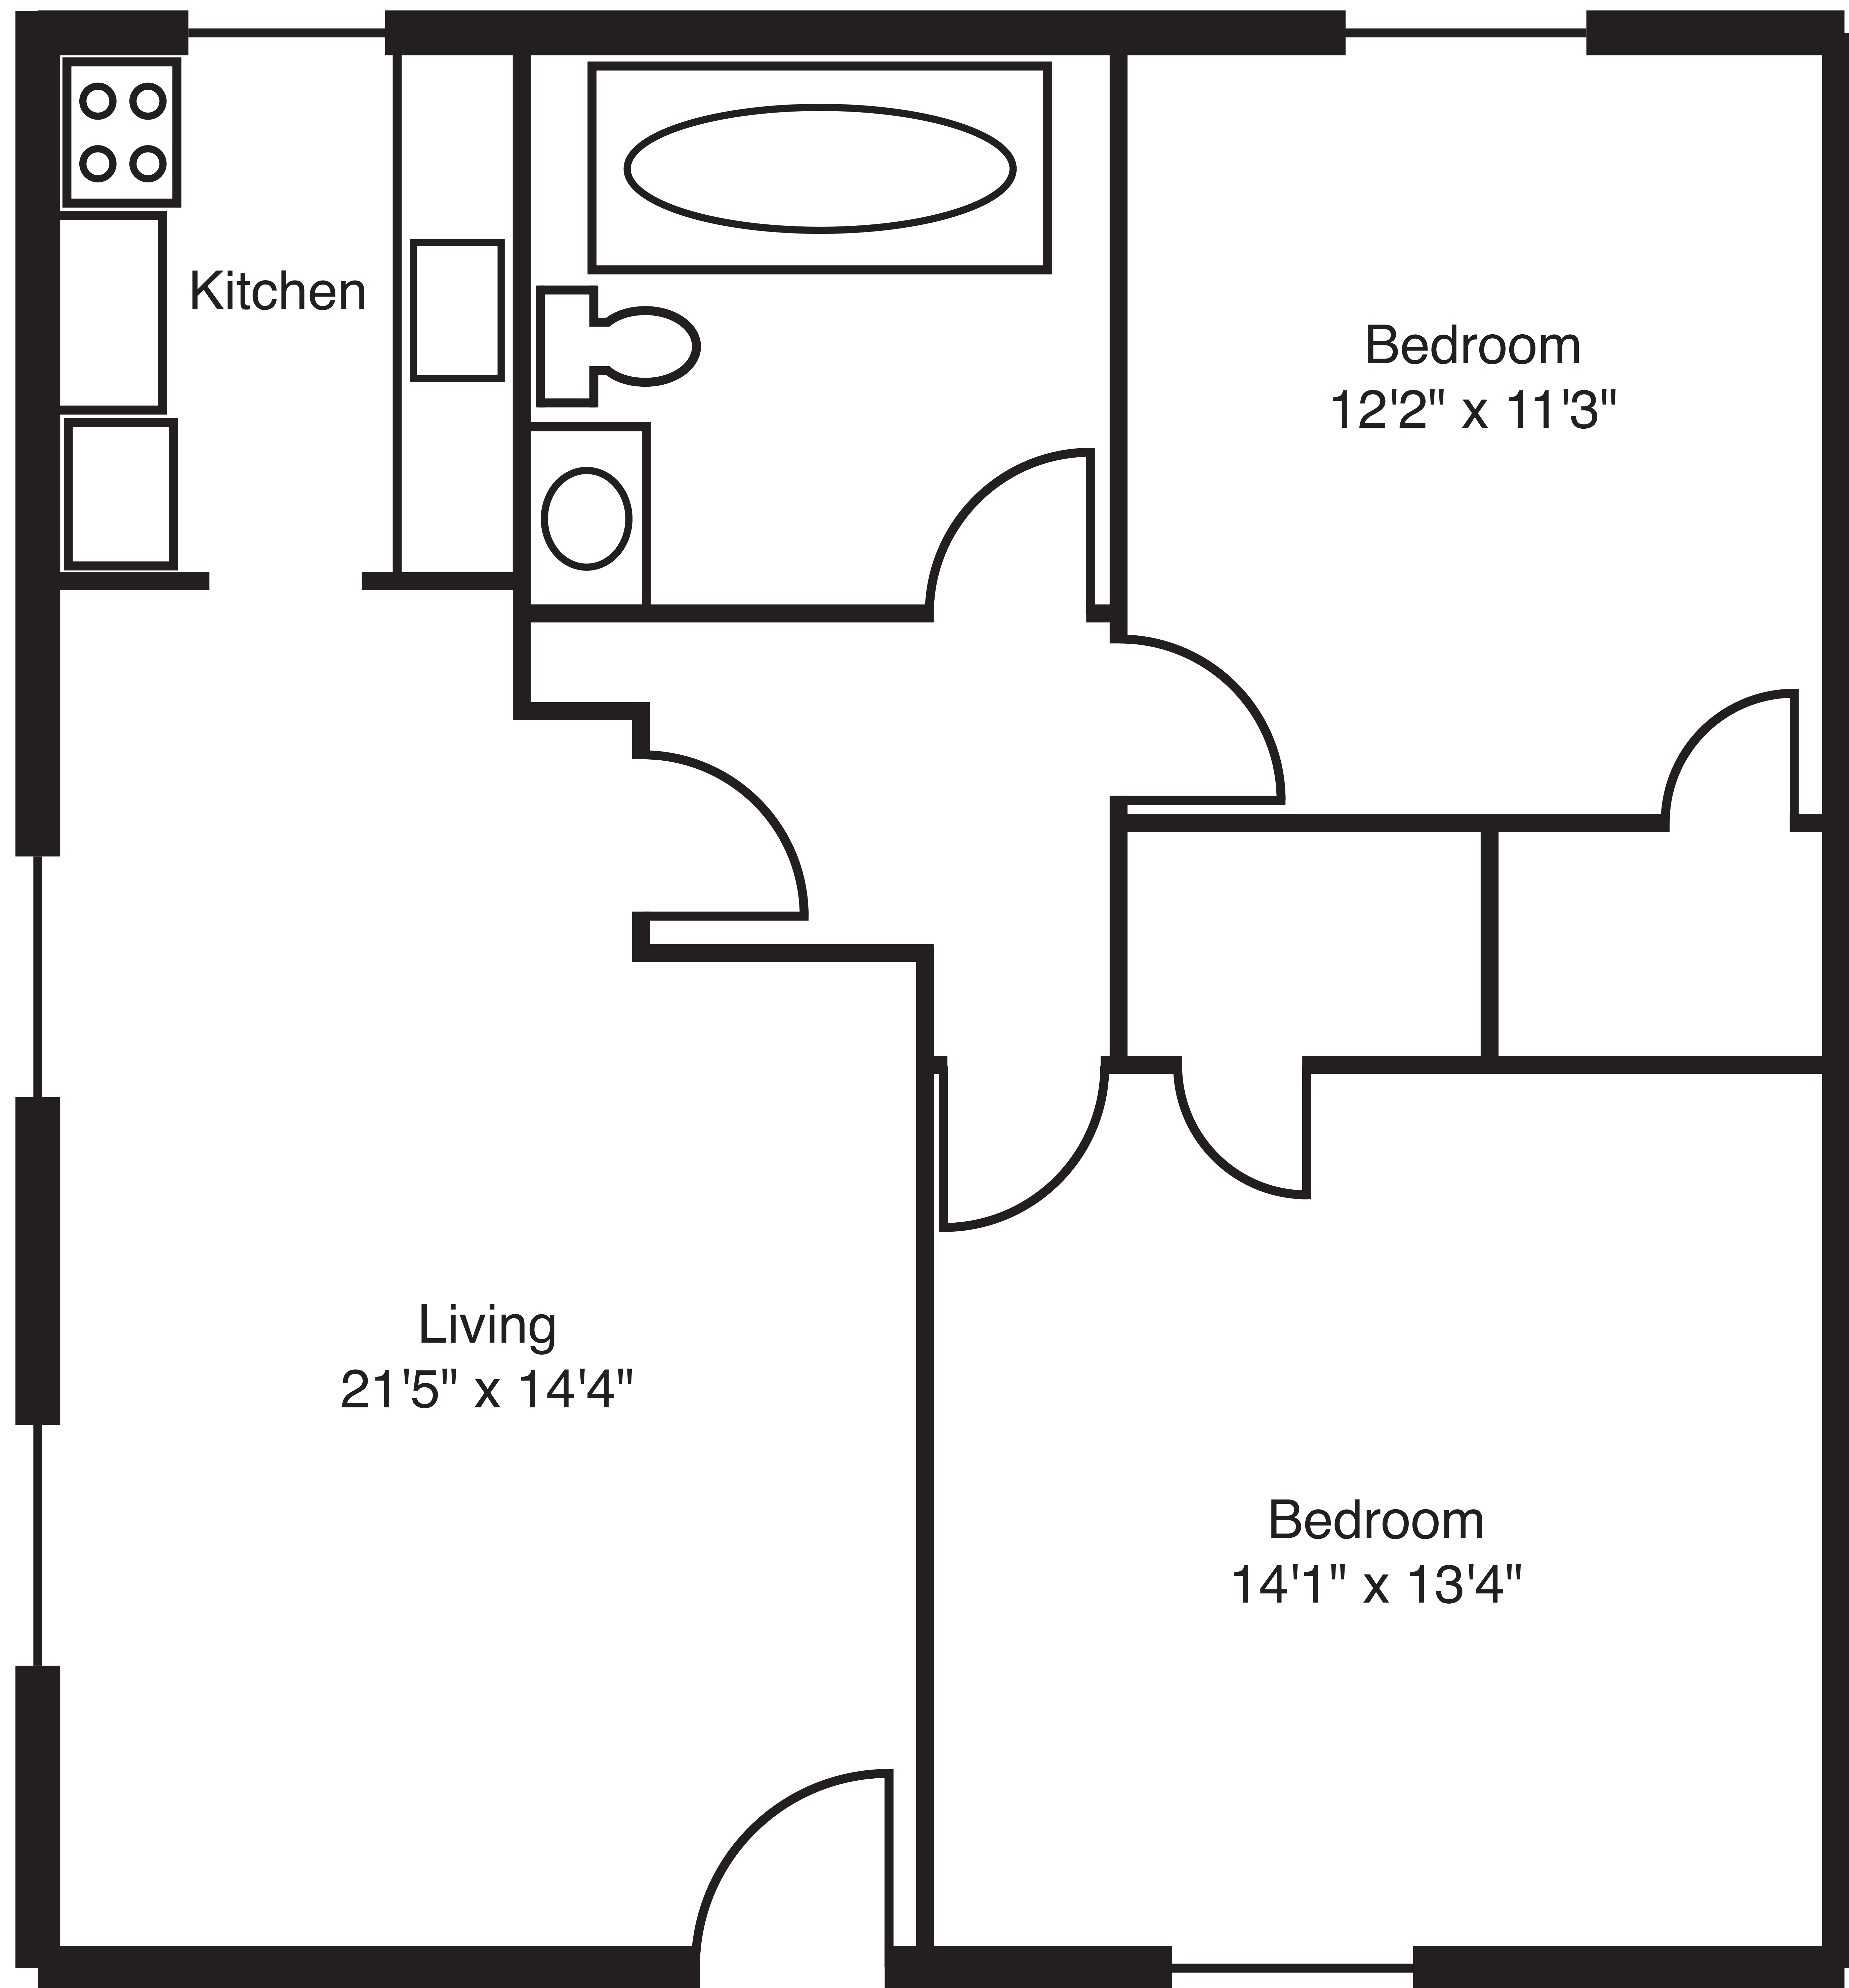 Kitchen
Bedroom
12'2" x 11'3"
Living
21'5" x 14'4"
Bedroom
14'1" x 13'4"